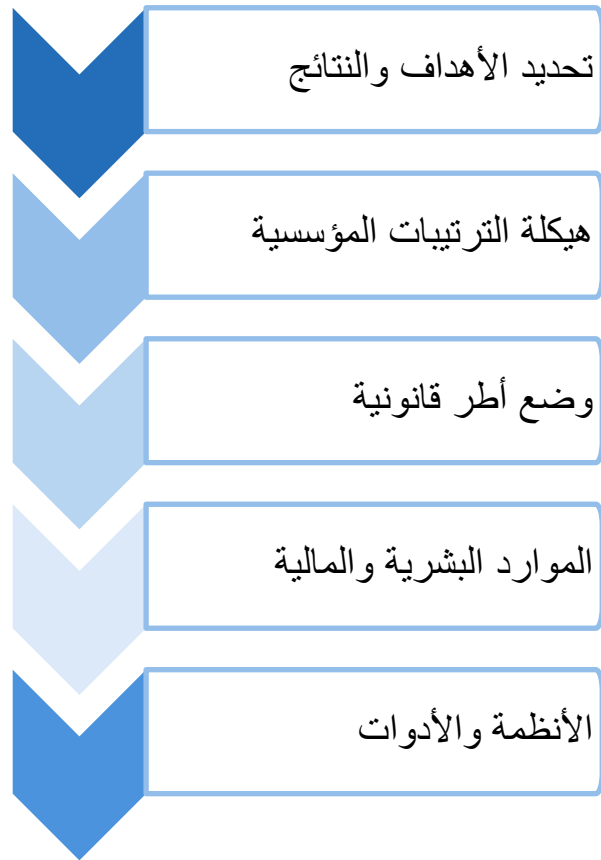 تحديد الأهداف والنتائج
هيكلة الترتيبات المؤسسية
وضع أطر قانونية
الموارد البشرية والمالية
الأنظمة والأدوات